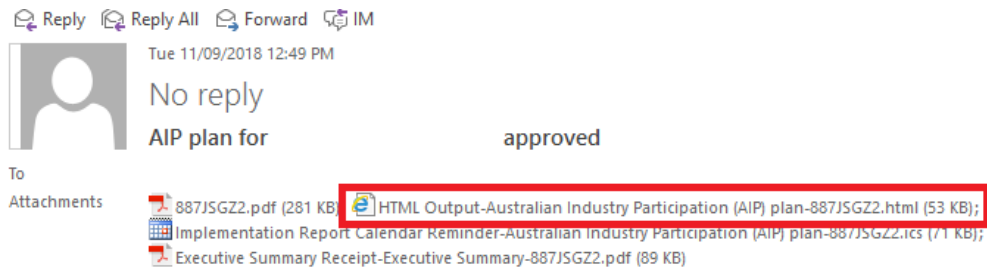 Reply Reply All Forward IM
Tue 11/09/2018 12:49 PM
No reply
AIP plan for approved
To
Attachments
887JSGZ2.pdf (281 KB) HTML Output-Australian Industry Participation (AIP) plan-887JSGZ2.html (53 KB);
Implementation Report Calendar Reminder-Australian Industry Participation (AIP) plan-887JSGZ2.ics (71 KB);
Executive Summary Receipt-Executive Summary-887JSGZ2.pdf (89 KB)